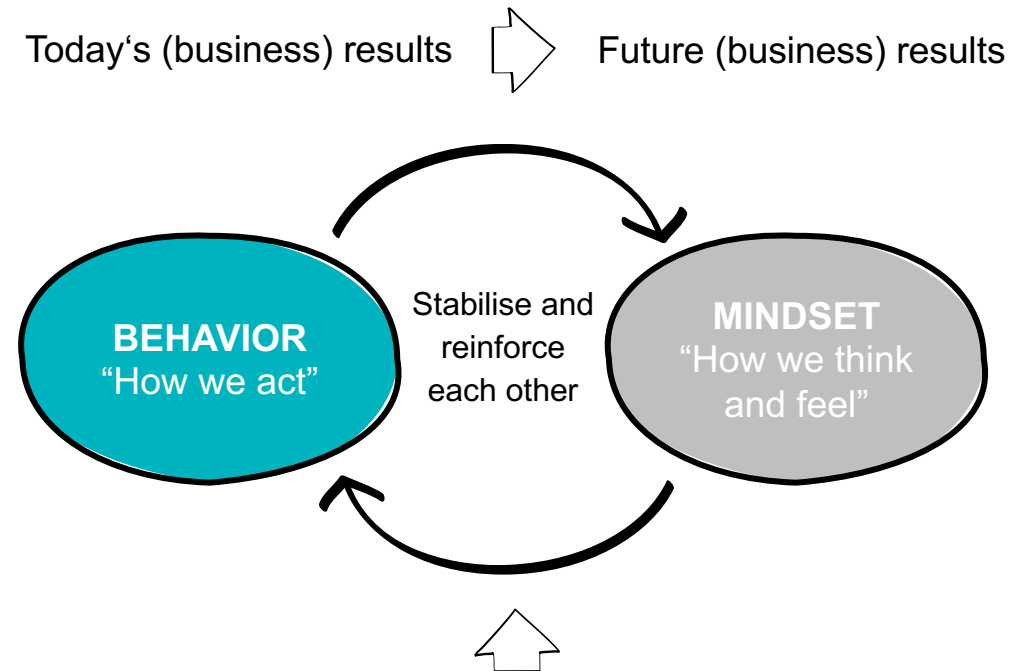 Today‘s (business) results
Future (business) results
BEHAVIOR
“How we act”
Stabilise and
reinforce
each other
MINDSET
“How we think
and feel”